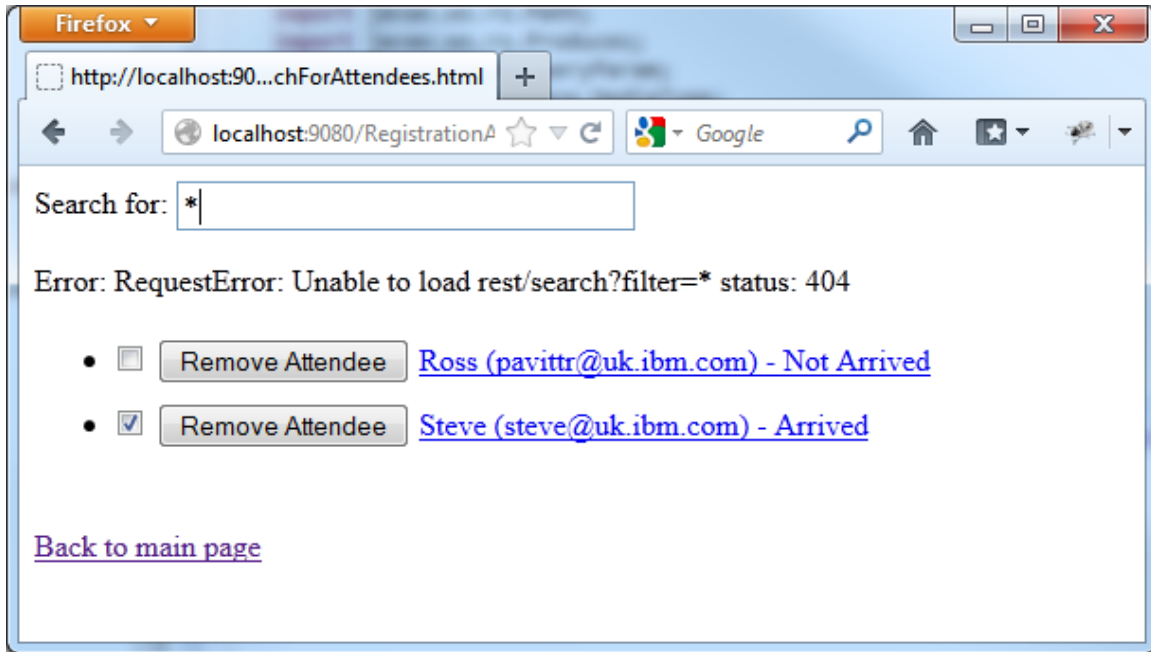 Firefox
http://localhost:90...chForAttendees.html
localhost:9080/RegistrationA
Google
Search for: *
Error: RequestError: Unable to load rest/search?filter=* status: 404
Remove Attendee Ross (pavittr@uk.ibm.com) - Not Arrived
Remove Attendee Steve (steve@uk.ibm.com) - Arrived
Back to main page